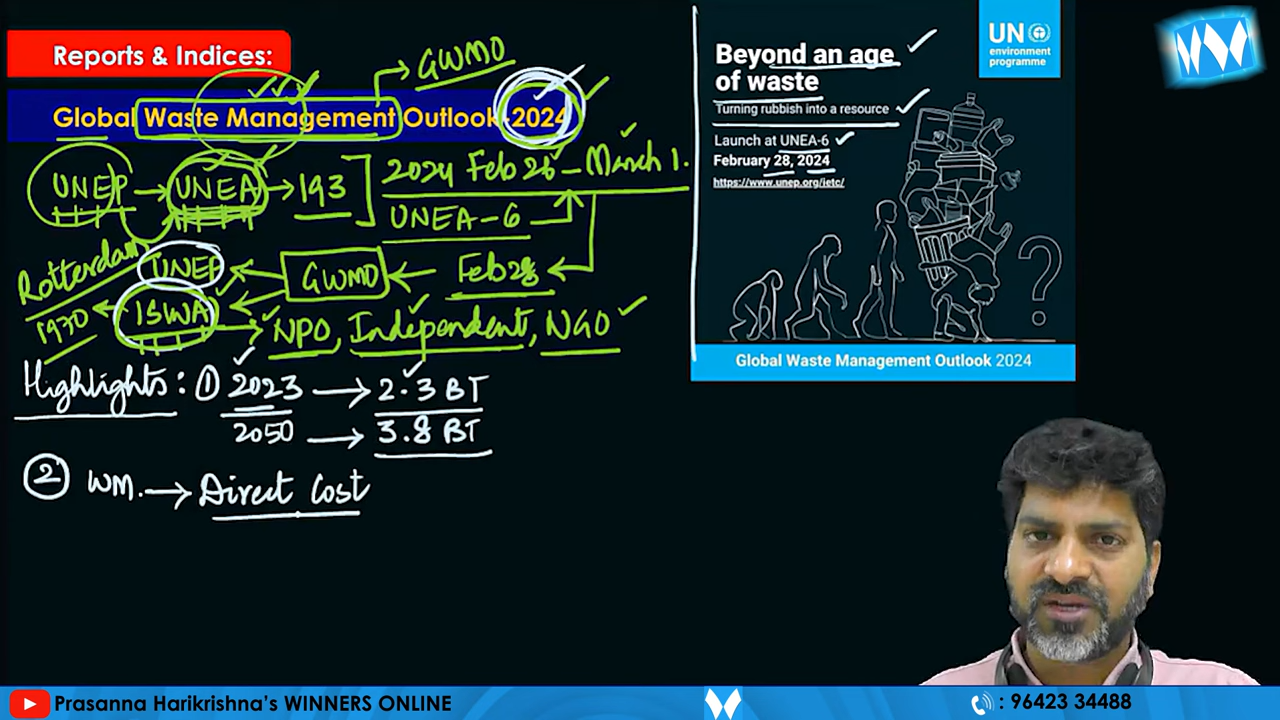 Reports & Indices:
GWMO
Global Waste Management Outlook-2024
UNEP → UNEA → 193 2024 Feb 26 – March 1.
UNEA-6
Rotterdam UNEP GWMO ← Feb 28
1970 ← ISWA → NPO, Independent, NGO
Highlights: ① 2023 → 2.3 BT
2050 → 3.8 BT
② WM. → Direct Cost
UN
environment
programme
Beyond an age
of waste
Turning rubbish into a resource
Launch at UNEA-6
February 28, 2024
https://www.unep.org/ietc/
?
Global Waste Management Outlook 2024
W
Prasanna Harikrishna's WINNERS ONLINE
: 96423 34488